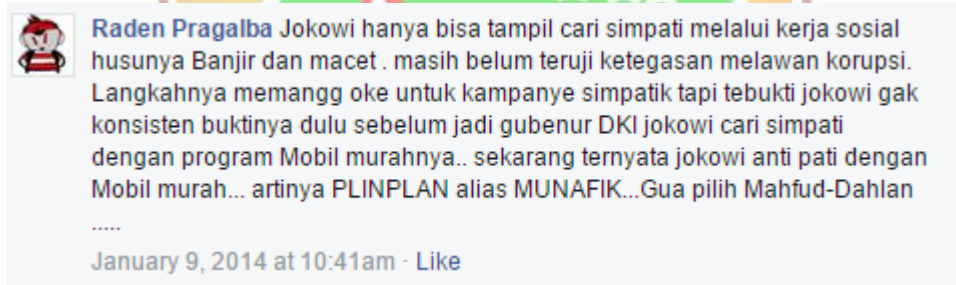 Raden Pragalba Jokowi hanya bisa tampil cari simpati melalui kerja sosial
husunya Banjir dan macet . masih belum teruji ketegasan melawan korupsi.
Langkahnya memangg oke untuk kampanye simpatik tapi tebukti jokowi gak
konsisten buktinya dulu sebelum jadi gubenur DKI jokowi cari simpati
dengan program Mobil murahnya.. sekarang ternyata jokowi anti pati dengan
Mobil murah... artinya PLINPLAN alias MUNAFIK...Gua pilih Mahfud-Dahlan
.....
January 9, 2014 at 10:41am · Like